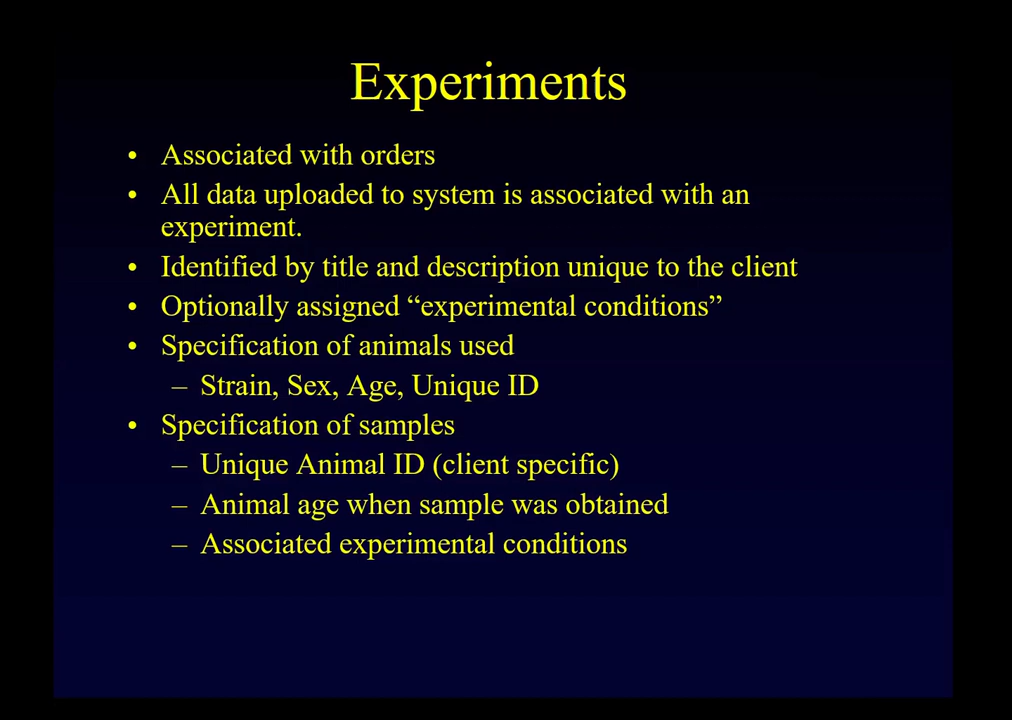 Experiments
• Associated with orders
• All data uploaded to system is associated with an
experiment.
• Identified by title and description unique to the client
• Optionally assigned “experimental conditions”
• Specification of animals used
– Strain, Sex, Age, Unique ID
• Specification of samples
– Unique Animal ID (client specific)
– Animal age when sample was obtained
– Associated experimental conditions